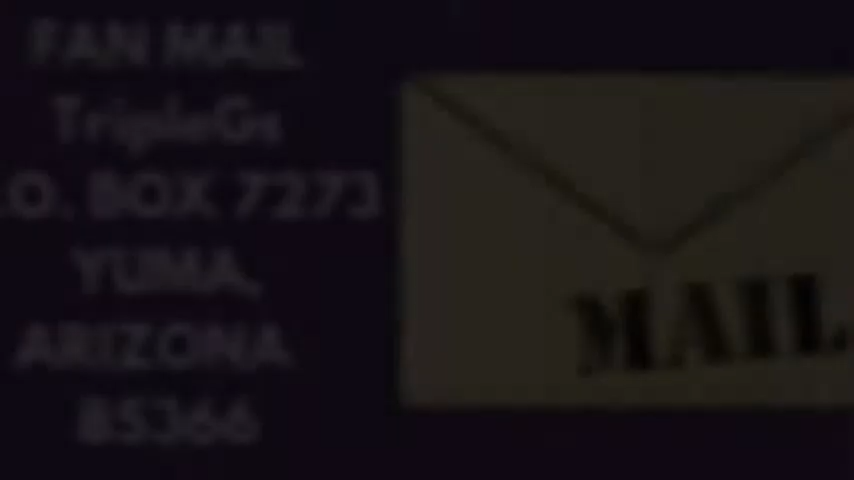 FAN MAIL
TripleGs
.O. BOX 7273
YUMA,
ARIZONA
85366
MAIL